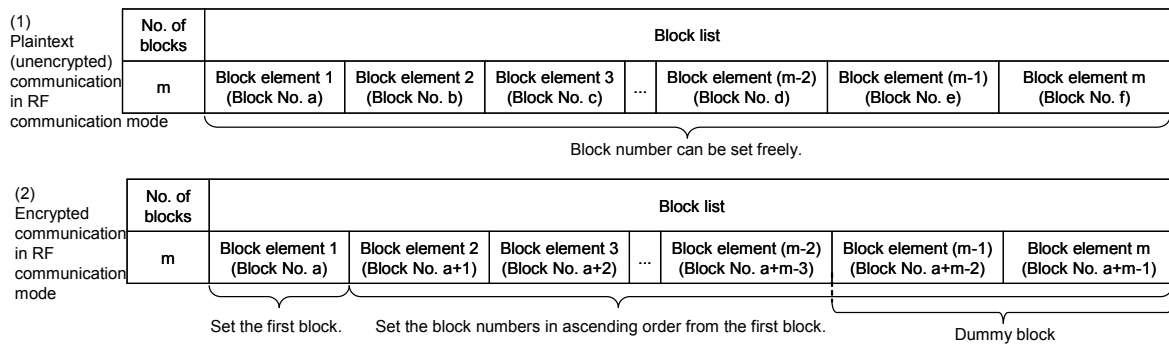 (1)
Plaintext
(unencrypted)
communication
in RF
communication mode
No. of
blocks
Block list
m
Block element 1
(Block No. a)
Block element 2
(Block No. b)
Block element 3
(Block No. c)
...
Block element (m-2)
(Block No. d)
Block element (m-1)
(Block No. e)
Block element m
(Block No. f)
Block number can be set freely.
(2)
Encrypted
communication
in RF
communication
mode
No. of
blocks
Block list
m
Block element 1
(Block No. a)
Block element 2
(Block No. a+1)
Block element 3
(Block No. a+2)
...
Block element (m-2)
(Block No. a+m-3)
Block element (m-1)
(Block No. a+m-2)
Block element m
(Block No. a+m-1)
Set the first block.
Set the block numbers in ascending order from the first block.
Dummy block